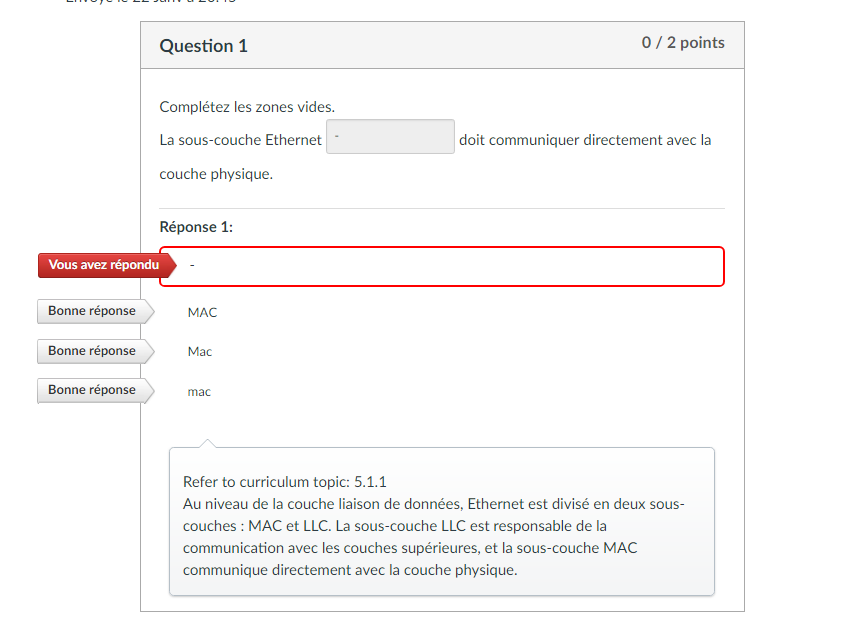 Question 1
0 / 2 points
Complétez les zones vides.
La sous-couche Ethernet - doit communiquer directement avec la
couche physique.
Réponse 1:
Vous avez répondu -
Bonne réponse MAC
Bonne réponse Mac
Bonne réponse mac
Refer to curriculum topic: 5.1.1
Au niveau de la couche liaison de données, Ethernet est divisé en deux sous-
couches : MAC et LLC. La sous-couche LLC est responsable de la
communication avec les couches supérieures, et la sous-couche MAC
communique directement avec la couche physique.